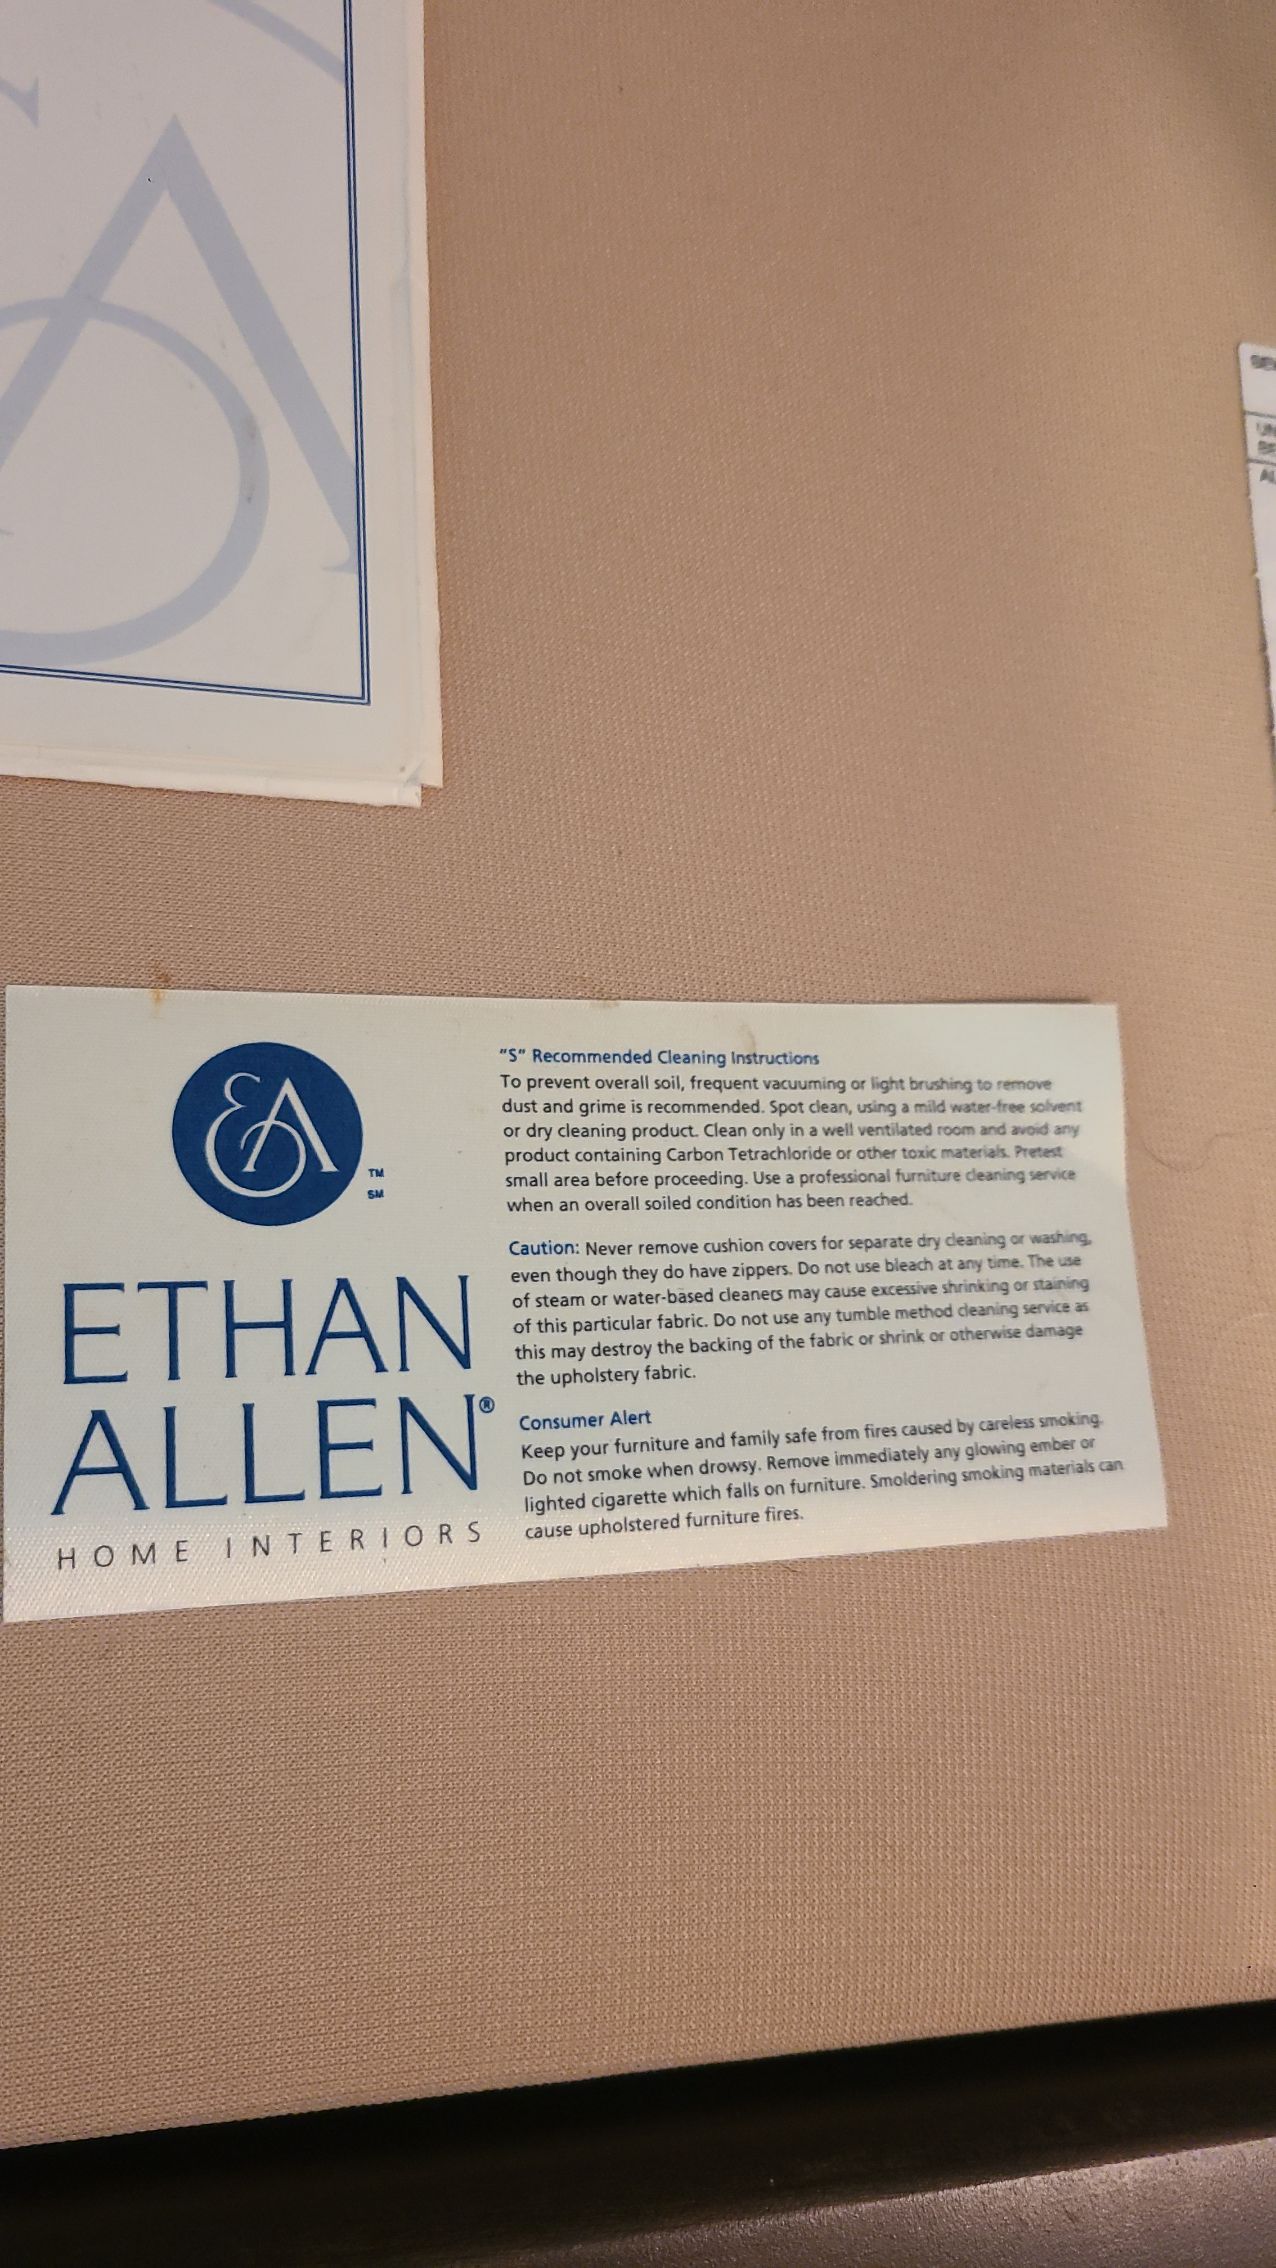 EA
TM
SM
ETHAN
ALLEN®
HOME INTERIORS
"S" Recommended Cleaning Instructions
To prevent overall soil, frequent vacuuming or light brushing to remove
dust and grime is recommended. Spot clean, using a mild water-free solvent
or dry cleaning product. Clean only in a well ventilated room and avoid any
product containing Carbon Tetrachloride or other toxic materials. Pretest
small area before proceeding. Use a professional furniture cleaning service
when an overall soiled condition has been reached.
Caution: Never remove cushion covers for separate dry cleaning or washing,
even though they do have zippers. Do not use bleach at any time. The use
of steam or water-based cleaners may cause excessive shrinking or staining
of this particular fabric. Do not use any tumble method cleaning service as
this may destroy the backing of the fabric or shrink or otherwise damage
the upholstery fabric.
Consumer Alert
Keep your furniture and family safe from fires caused by careless smoking.
Do not smoke when drowsy. Remove immediately any glowing ember or
lighted cigarette which falls on furniture. Smoldering smoking materials can
cause upholstered furniture fires.